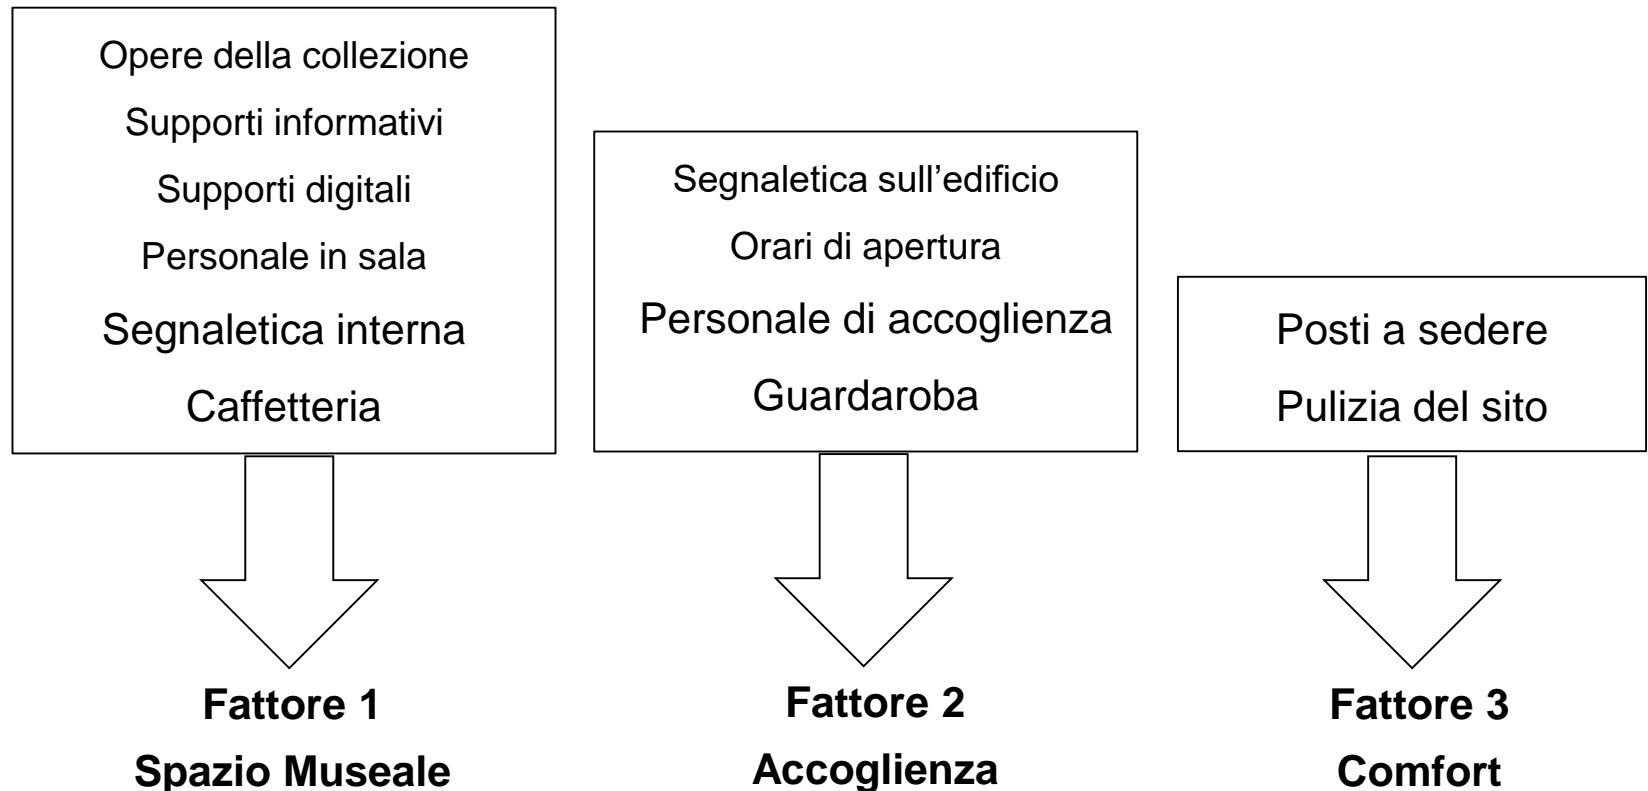 Opere della collezione
Supporti informativi
Supporti digitali
Personale in sala
Segnaletica interna
Caffetteria
Fattore 1
Spazio Museale
Segnaletica sull’edificio
Orari di apertura
Personale di accoglienza
Guardaroba
Fattore 2
Accoglienza
Posti a sedere
Pulizia del sito
Fattore 3
Comfort